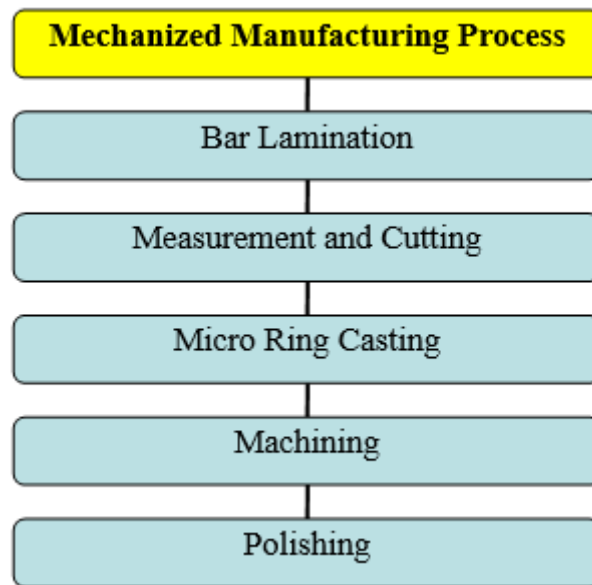 Mechanized Manufacturing Process
Bar Lamination
Measurement and Cutting
Micro Ring Casting
Machining
Polishing